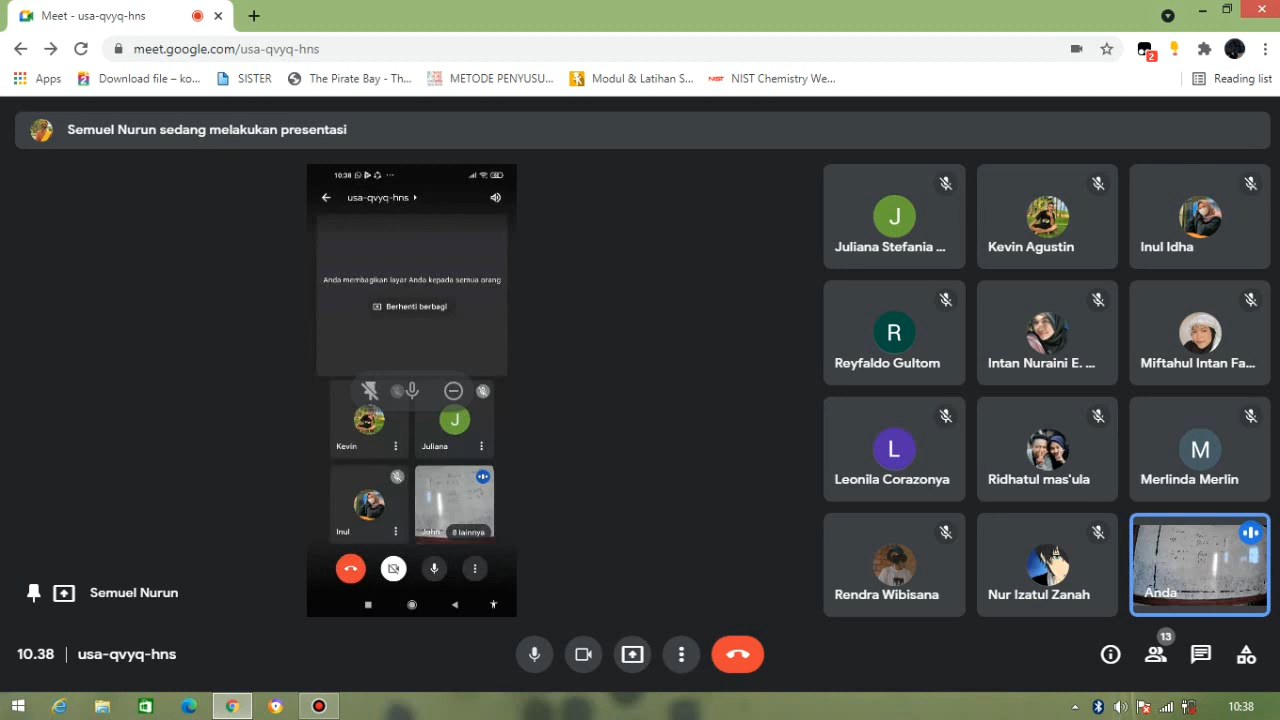 Meet - usa-qvyq-hns
meet.google.com/usa-qvyq-hns
2
Apps
Download file – ko...
SISTER
The Pirate Bay - Th...
METODE PENYUSU...
Modul & Latihan S...
NIST
NIST Chemistry We...
Reading list
Semuel Nurun sedang melakukan presentasi
10:38
usa-qvyq-hns
Anda membagikan layar Anda kepada semua orang
Berhenti berbagi
Kevin
J
Juliana
Inul
John
8 lainnya
J
Juliana Stefania ...
Kevin Agustin
Inul Idha
R
Reyfaldo Gultom
Intan Nuraini E. ...
Miftahul Intan Fa...
L
Leonila Corazonya
Ridhatul mas'ula
M
Merlinda Merlin
Rendra Wibisana
Nur Izatul Zanah
Anda
Semuel Nurun
10.38
usa-qvyq-hns
13
10:38